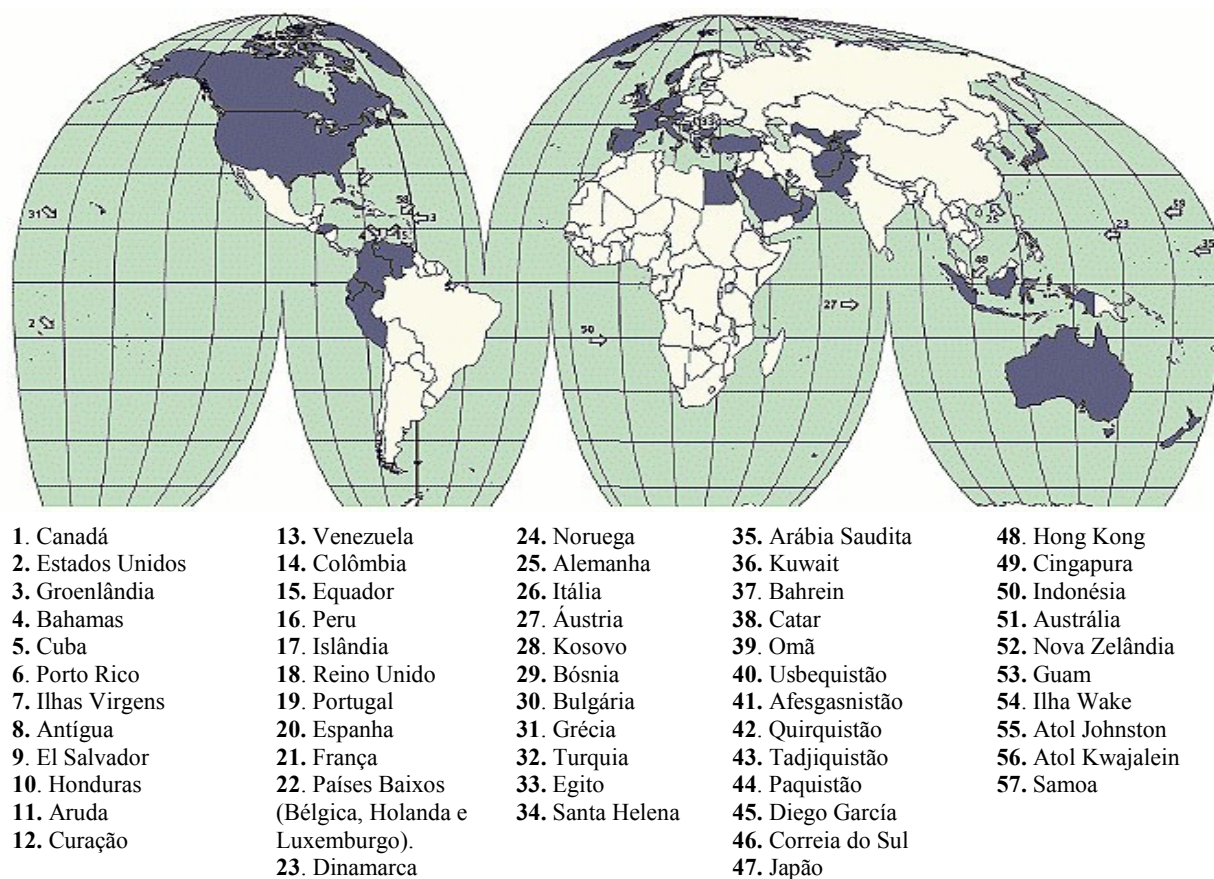 31
2
58
3
15
50
27
25
48
23
35
1. Canadá
2. Estados Unidos
3. Groenlândia
4. Bahamas
5. Cuba
6. Porto Rico
7. Ilhas Virgens
8. Antígua
9. El Salvador
10. Honduras
11. Aruda
12. Curação
13. Venezuela
14. Colômbia
15. Equador
16. Peru
17. Islândia
18. Reino Unido
19. Portugal
20. Espanha
21. França
22. Países Baixos
(Bélgica, Holanda e
Luxemburgo).
23. Dinamarca
24. Noruega
25. Alemanha
26. Itália
27. Áustria
28. Kosovo
29. Bósnia
30. Bulgária
31. Grécia
32. Turquia
33. Egito
34. Santa Helena
35. Arábia Saudita
36. Kuwait
37. Bahrein
38. Catar
39. Omã
40. Usbequistão
41. Afesgasnistão
42. Quirquistão
43. Tadjiquistão
44. Paquistão
45. Diego García
46. Correia do Sul
47. Japão
48. Hong Kong
49. Cingapura
50. Indonésia
51. Austrália
52. Nova Zelândia
53. Guam
54. Ilha Wake
55. Atol Johnston
56. Atol Kwajalein
57. Samoa